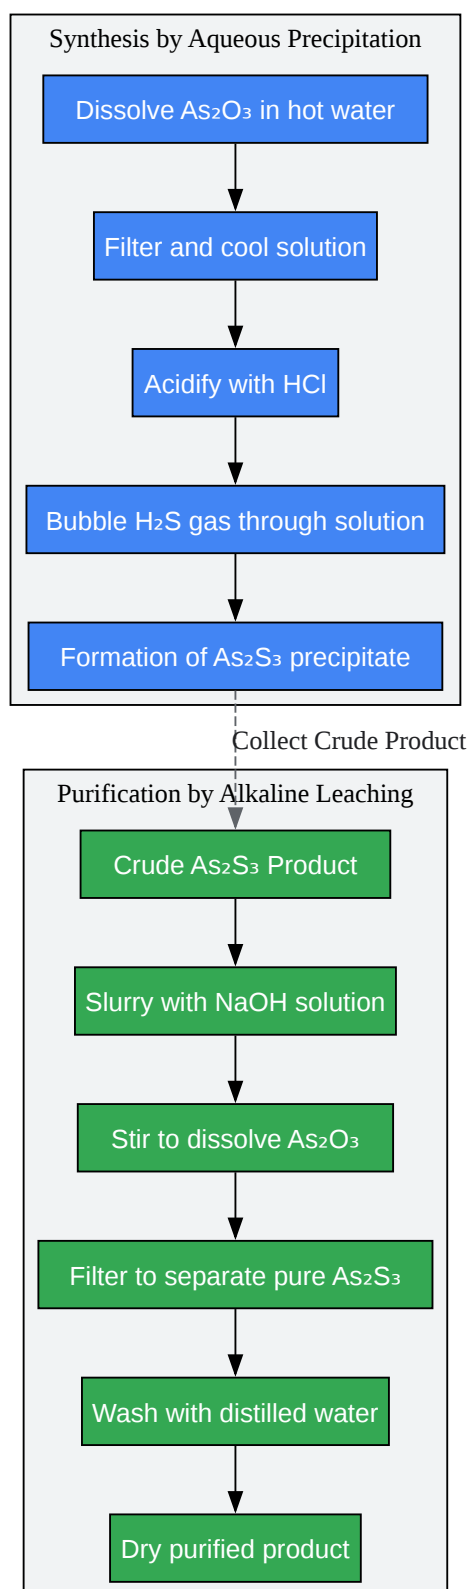 Synthesis by Aqueous Precipitation
Dissolve As₂O₃ in hot water
Filter and cool solution
Acidify with HCl
Bubble H₂S gas through solution
Formation of As₂S₃ precipitate
Collect Crude Product
Purification by Alkaline Leaching
Crude As₂S₃ Product
Slurry with NaOH solution
Stir to dissolve As₂O₃
Filter to separate pure As₂S₃
Wash with distilled water
Dry purified product